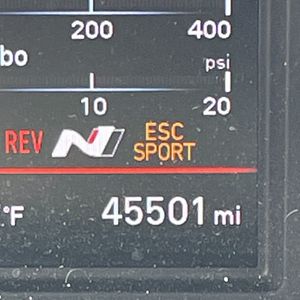 200 400
bo psi
10 20
REV N ESC
SPORT
°F 45501 mi